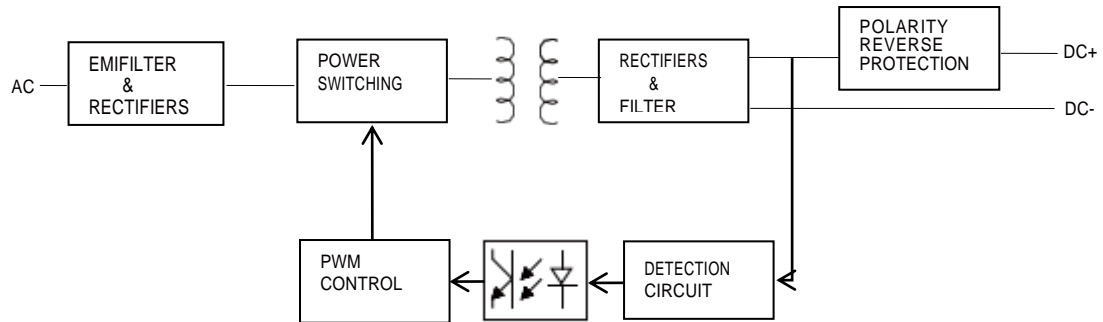 AC
EMIFILTER
&
RECTIFIERS
POWER
SWITCHING
RECTIFIERS
&
FILTER
POLARITY
REVERSE
PROTECTION
DC+
DC-
PWM
CONTROL
DETECTION
CIRCUIT